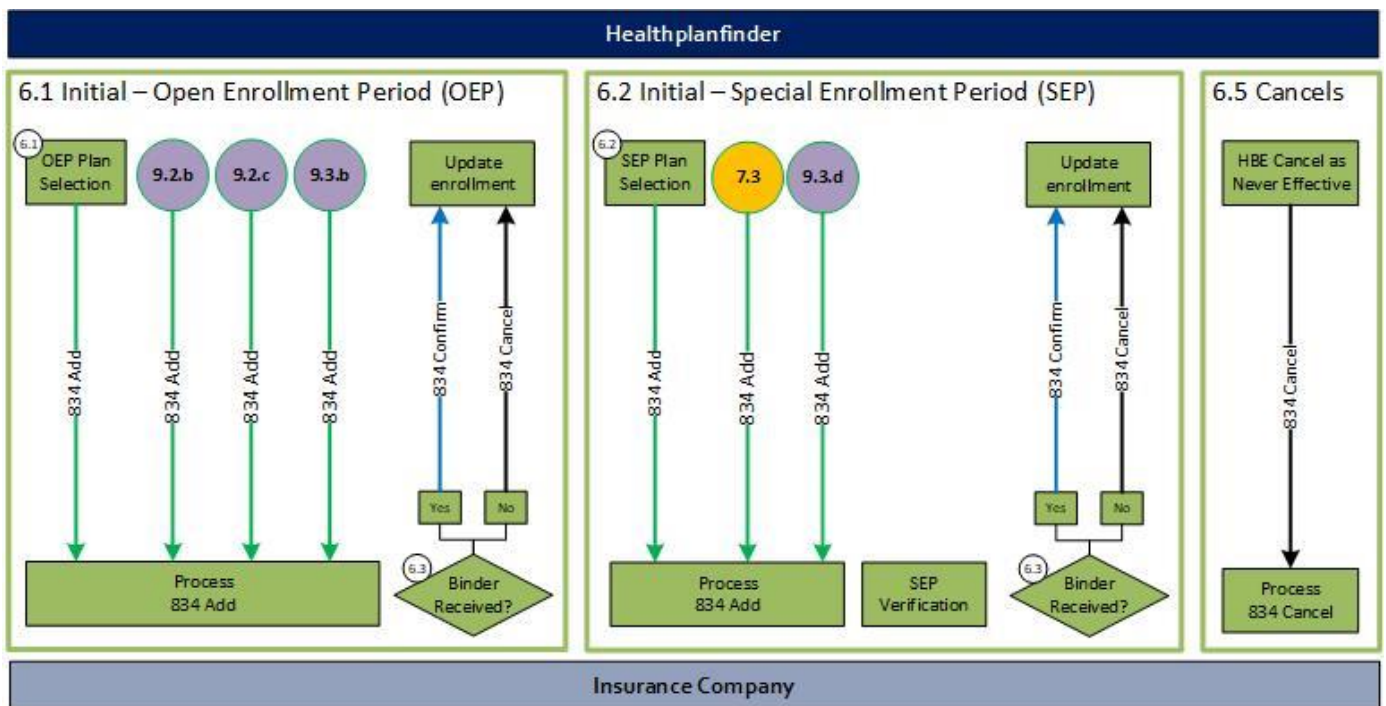 Healthplanfinder
6.1 Initial – Open Enrollment Period (OEP)
6.1
OEP Plan
Selection
9.2.b
9.2.c
9.3.b
Update
enrollment
834 Add
834 Add
834 Add
834 Add
834 Confirm
834 Cancel
Yes
No
Process
834 Add
6.3
Binder
Received?
6.2 Initial – Special Enrollment Period (SEP)
6.2
SEP Plan
Selection
7.3
9.3.d
Update
enrollment
834 Add
834 Add
834 Add
834 Confirm
834 Cancel
Yes
No
Process
834 Add
SEP
Verification
6.3
Binder
Received?
6.5 Cancels
HBE Cancel as
Never Effective
834 Cancel
Process
834 Cancel
Insurance Company